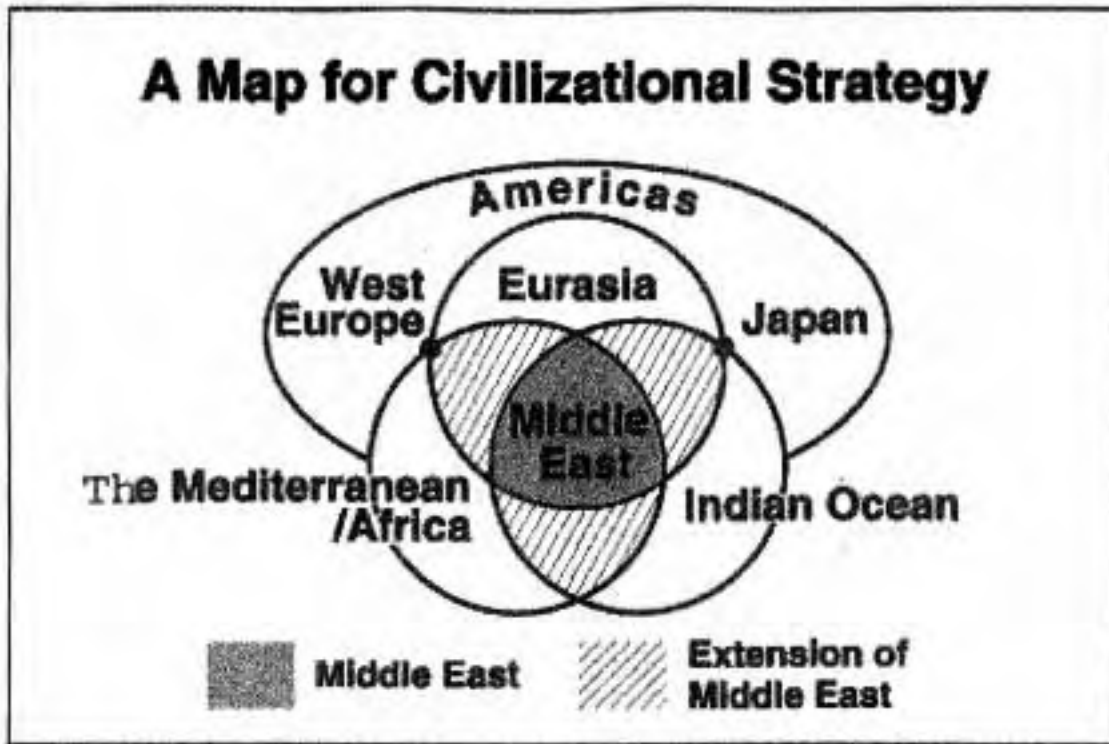 A Map for Civilizational Strategy
Americas
West
Europe
Eurasia
Japan
Middle
East
The Mediterranean
/Africa
Indian Ocean
Middle East
Extension of
Middle East